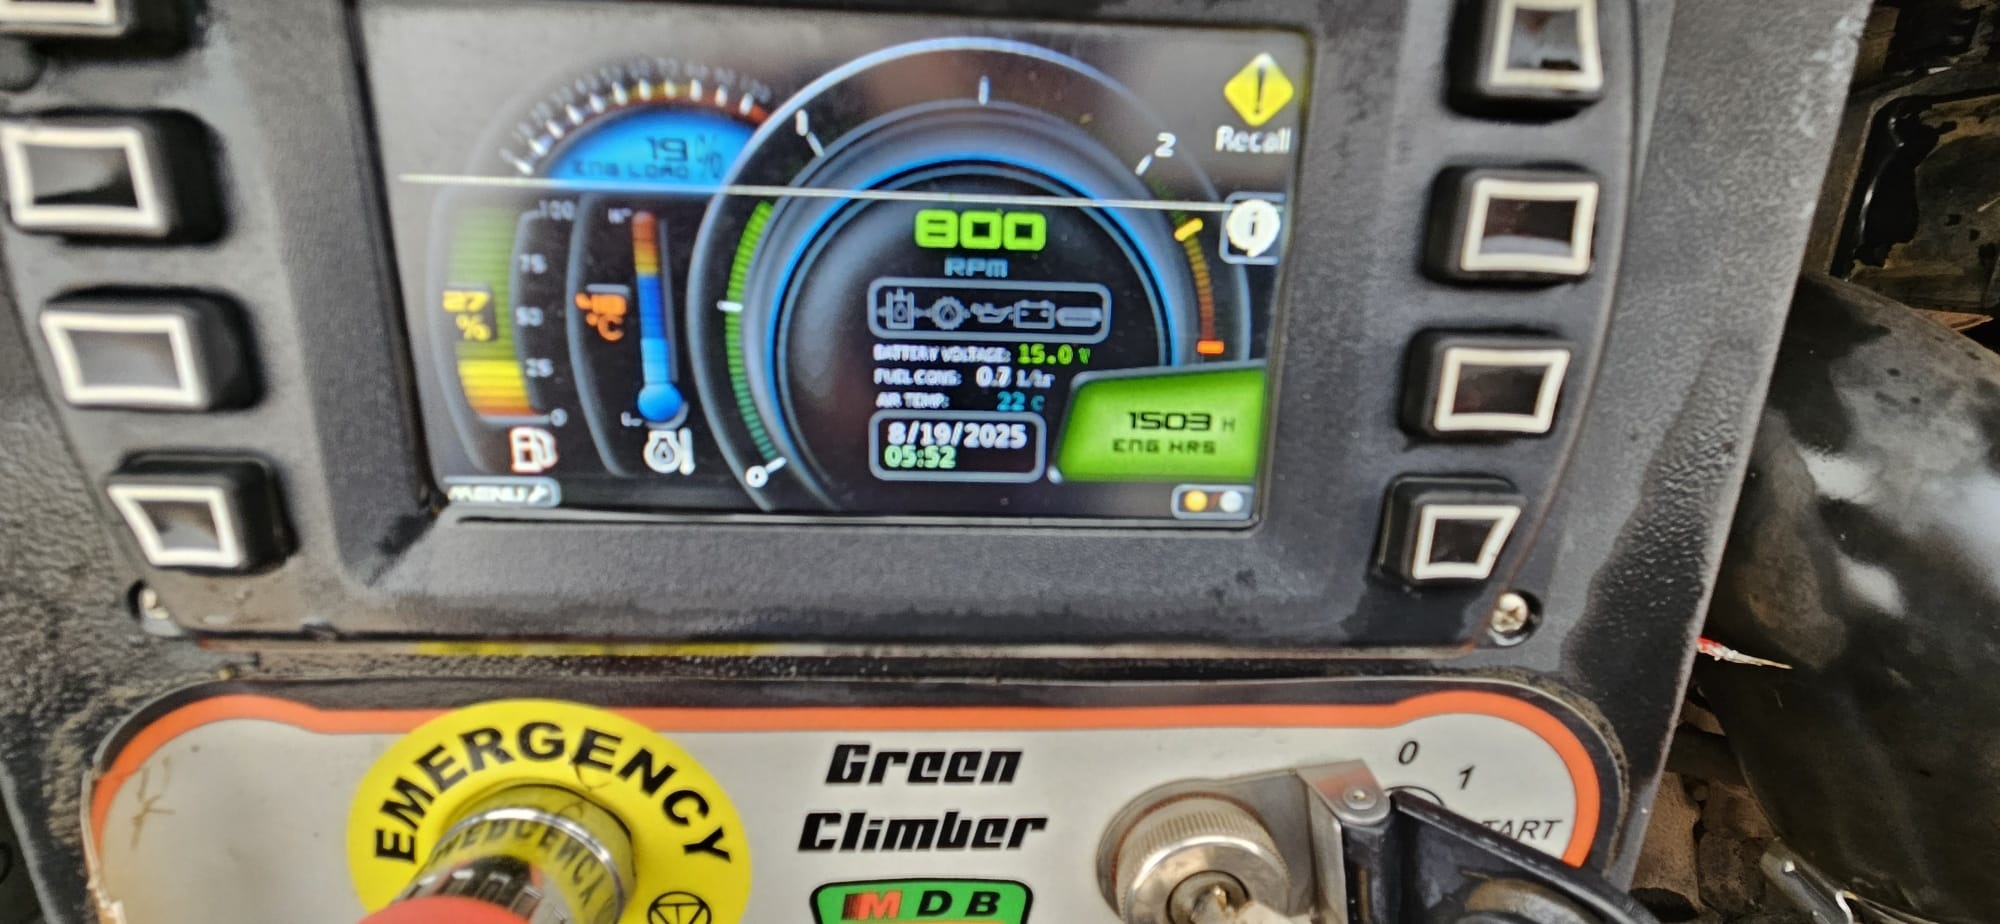 19 %
ENG LOAD
1
2
Recall
i
800
RPM
100
75
50
25
0
27
%
°C
BATTERY VOLTAGE: 15.0 V
FUEL CONS: 0.7 L/hr
AIR TEMP: 22 C
8/19/2025
05:52
1503 H
ENG HRS
0
MENU
EMERGENCY
Green
Climber
MDB
0
1
START